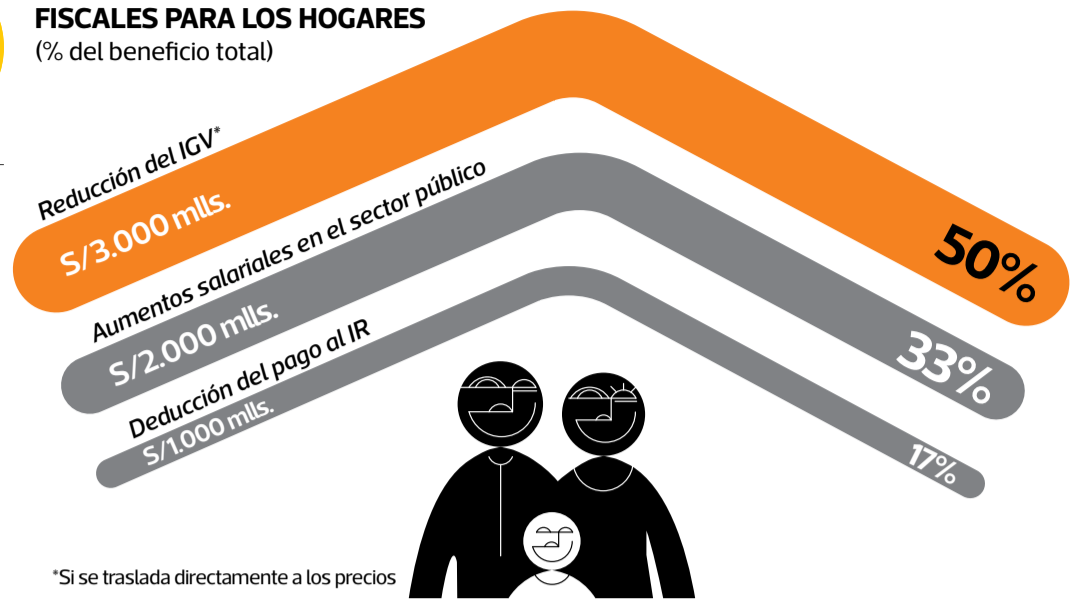 FISCALES PARA LOS HOGARES
(% del beneficio total)
Reducción del IGV*
S/3.000 mlls.
50%
Aumentos salariales en el sector público
S/2.000 mlls.
33%
Deducción del pago al IR
S/1.000 mlls.
17%
*Si se traslada directamente a los precios